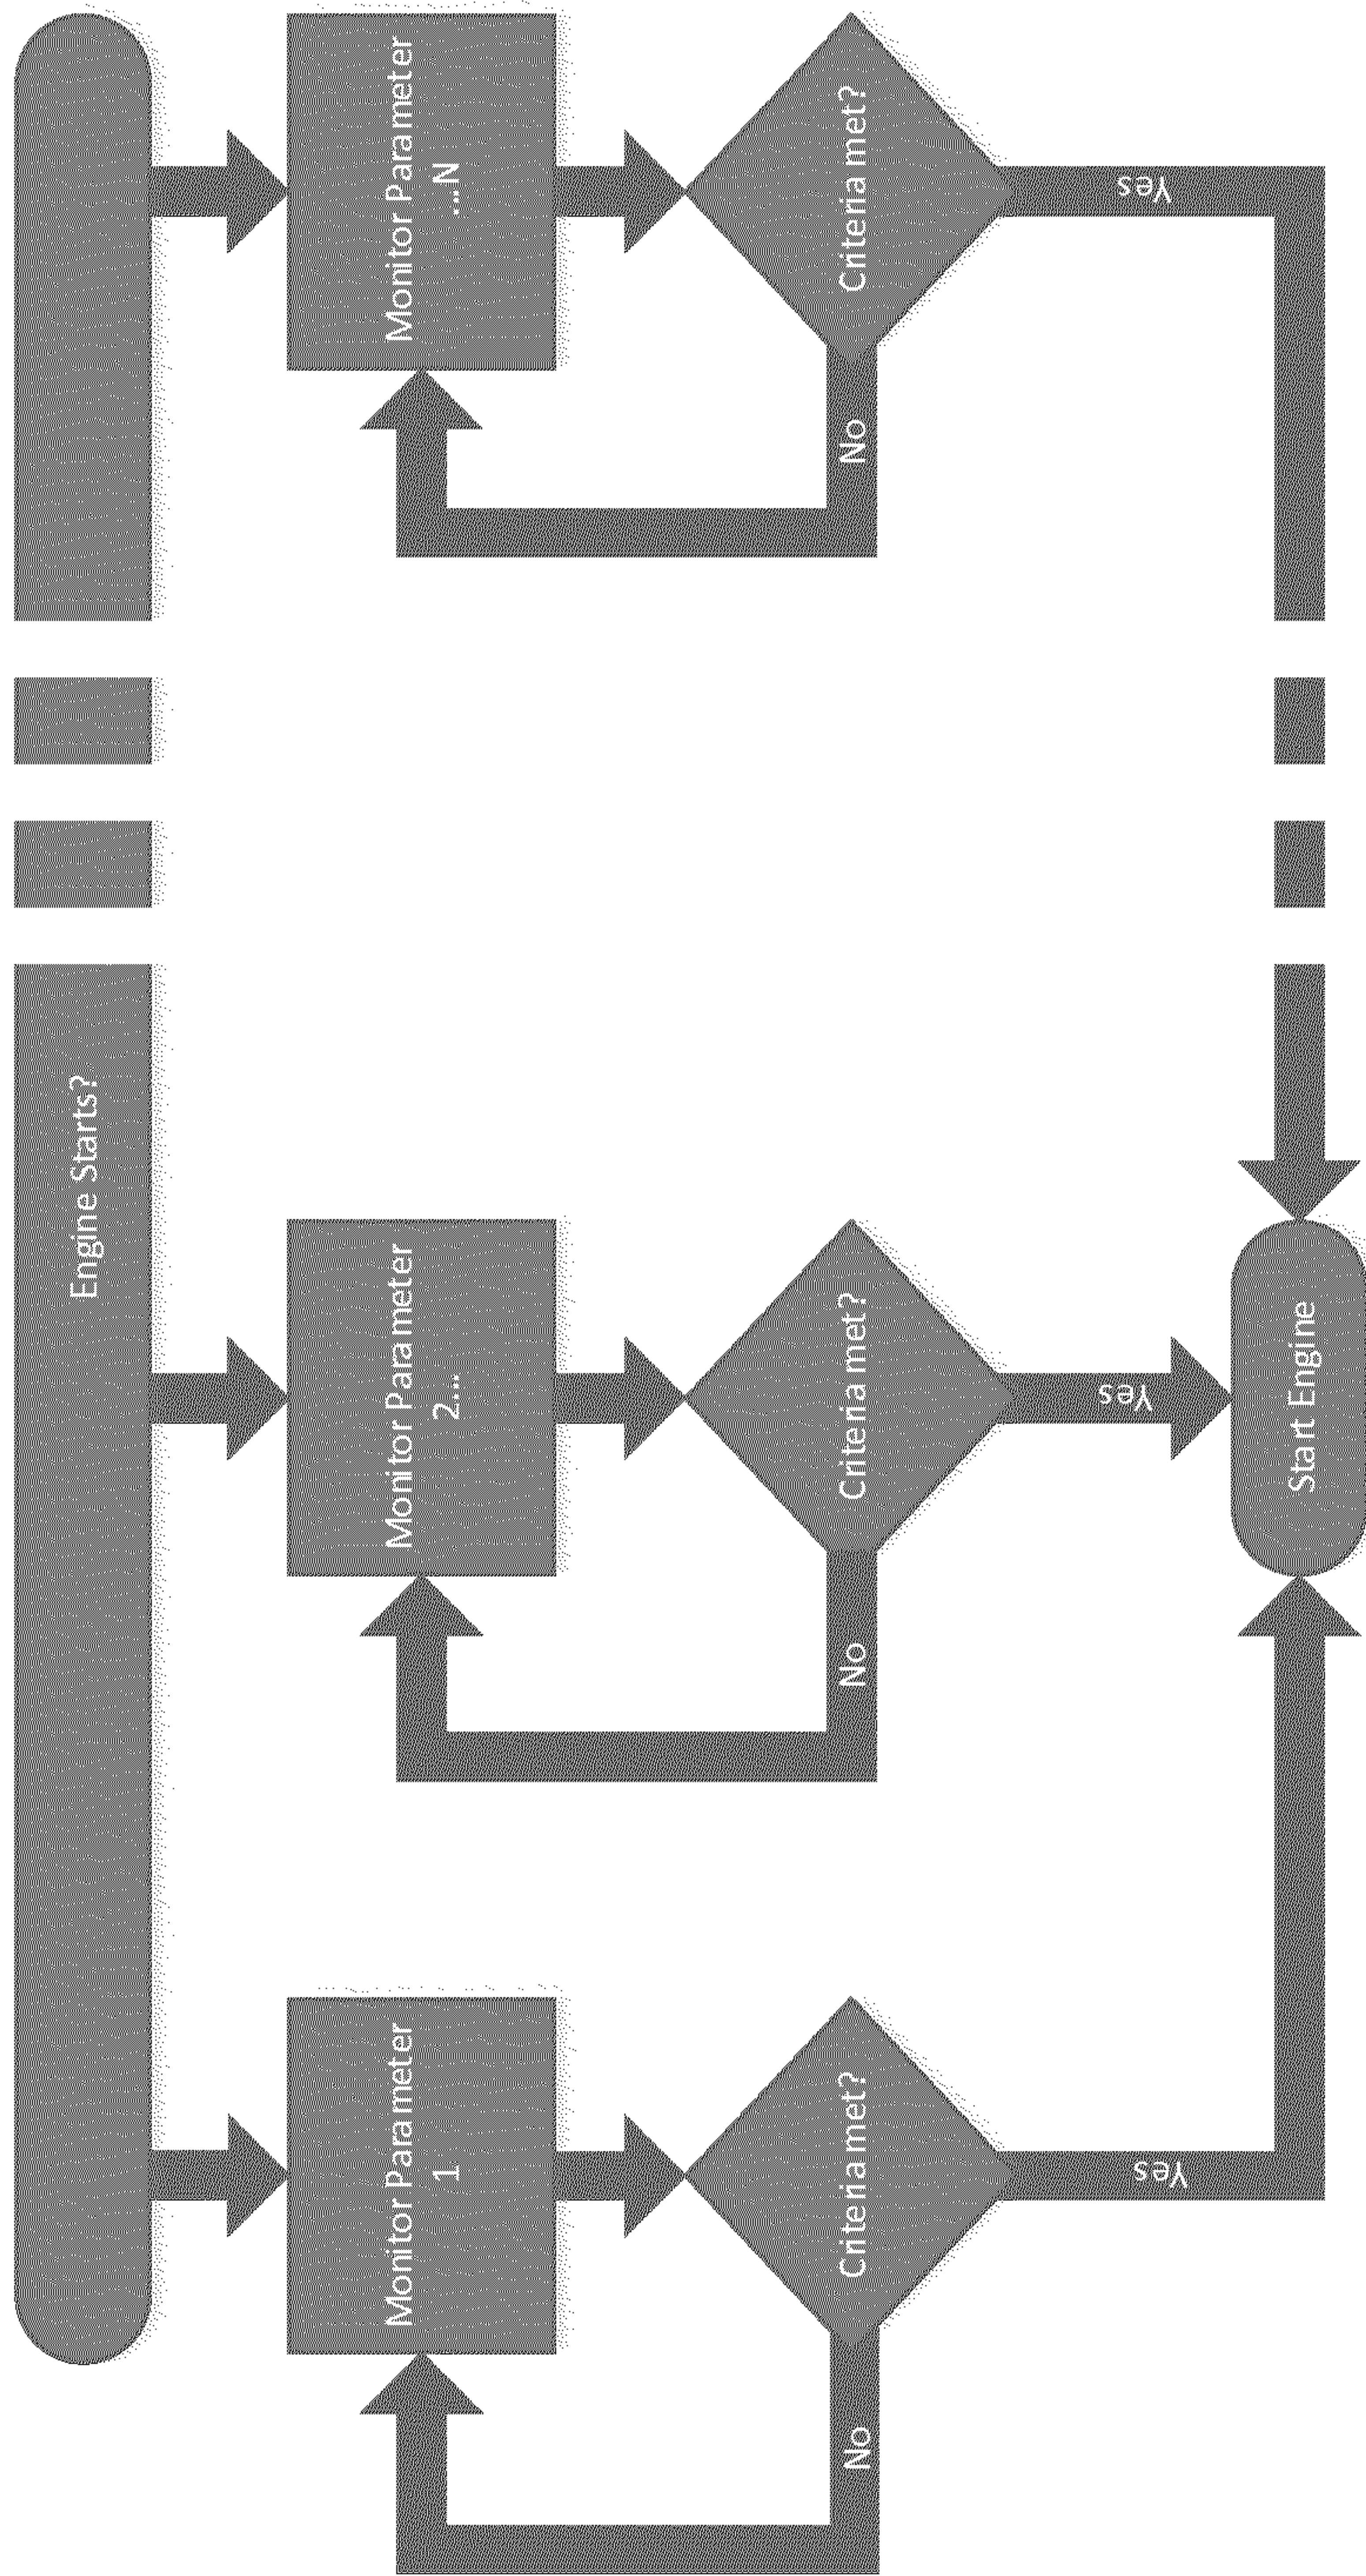 Engine Starts?
Monitor Parameter
1
Monitor Parameter
2...
Monitor Parameter
...N
Criteria met?
Criteria met?
Criteria met?
No
No
No
Yes
Yes
Yes
Start Engine